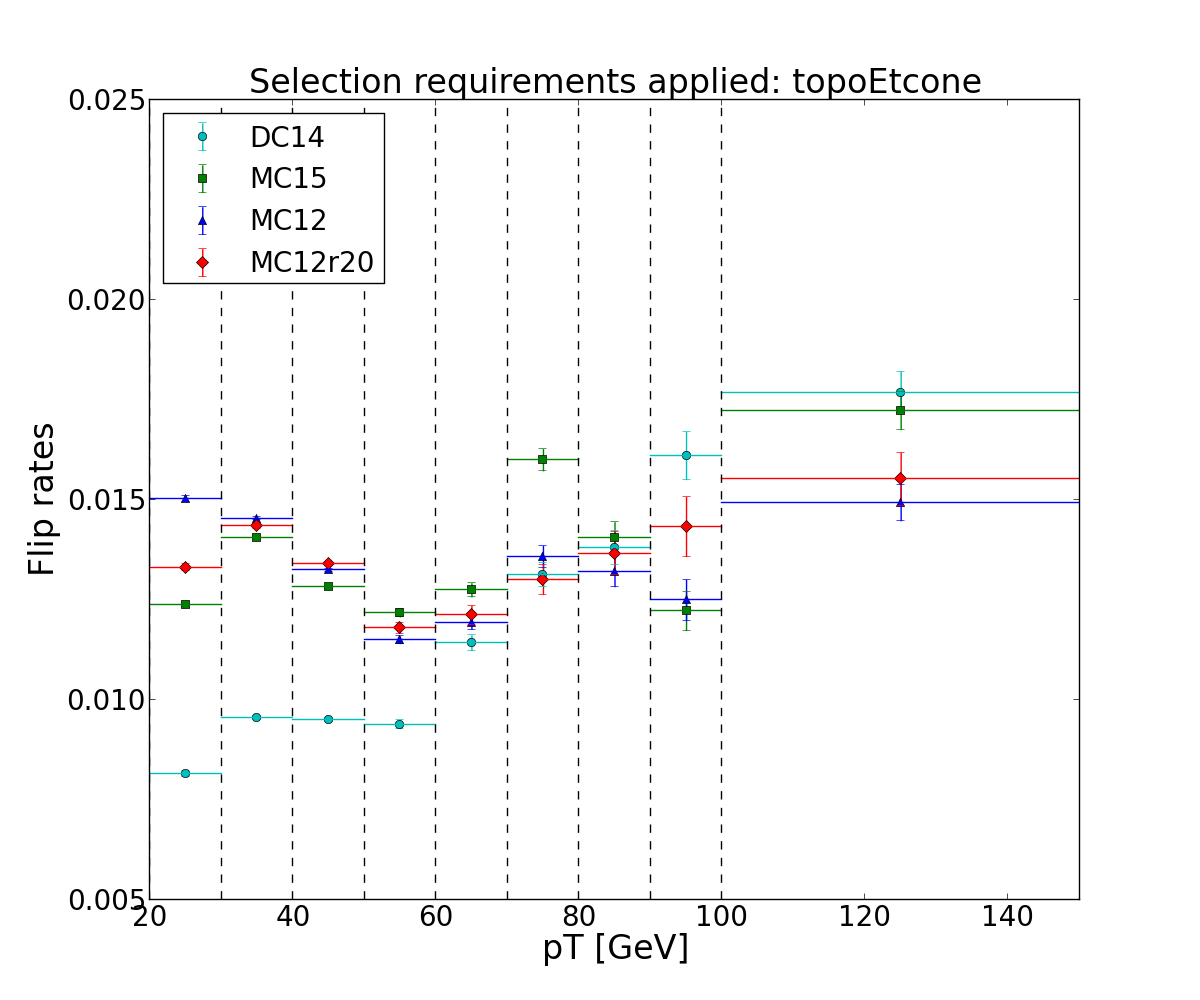 Selection requirements applied: topoEtcone
0.025
DC14
MC15
MC12
MC12r20
0.020
0.015
0.010
0.005
Flip rates
20 40 60 80 100 120 140
pT [GeV]